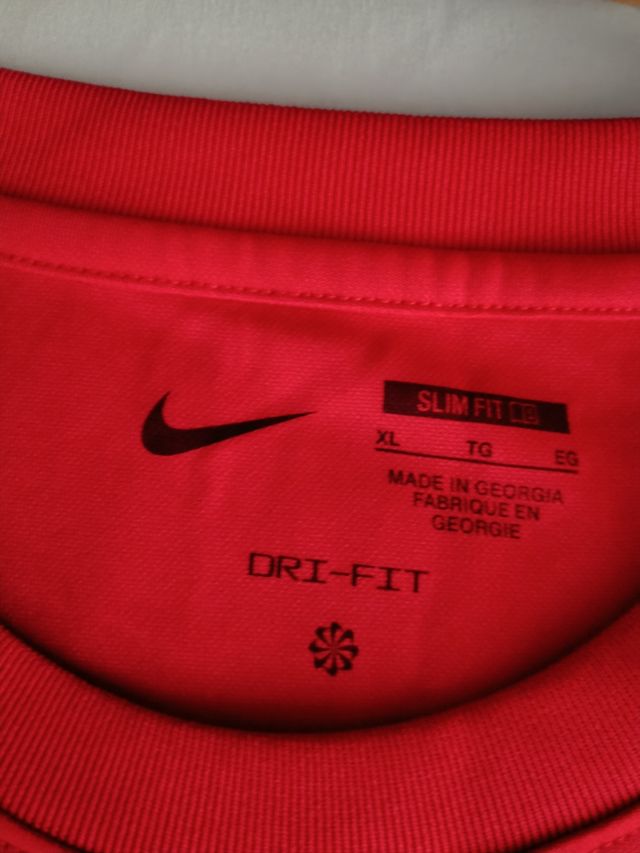 SLIM FIT
XL TG EG
MADE IN GEORGIA
FABRIQUE EN
GEORGIE
DRI-FIT